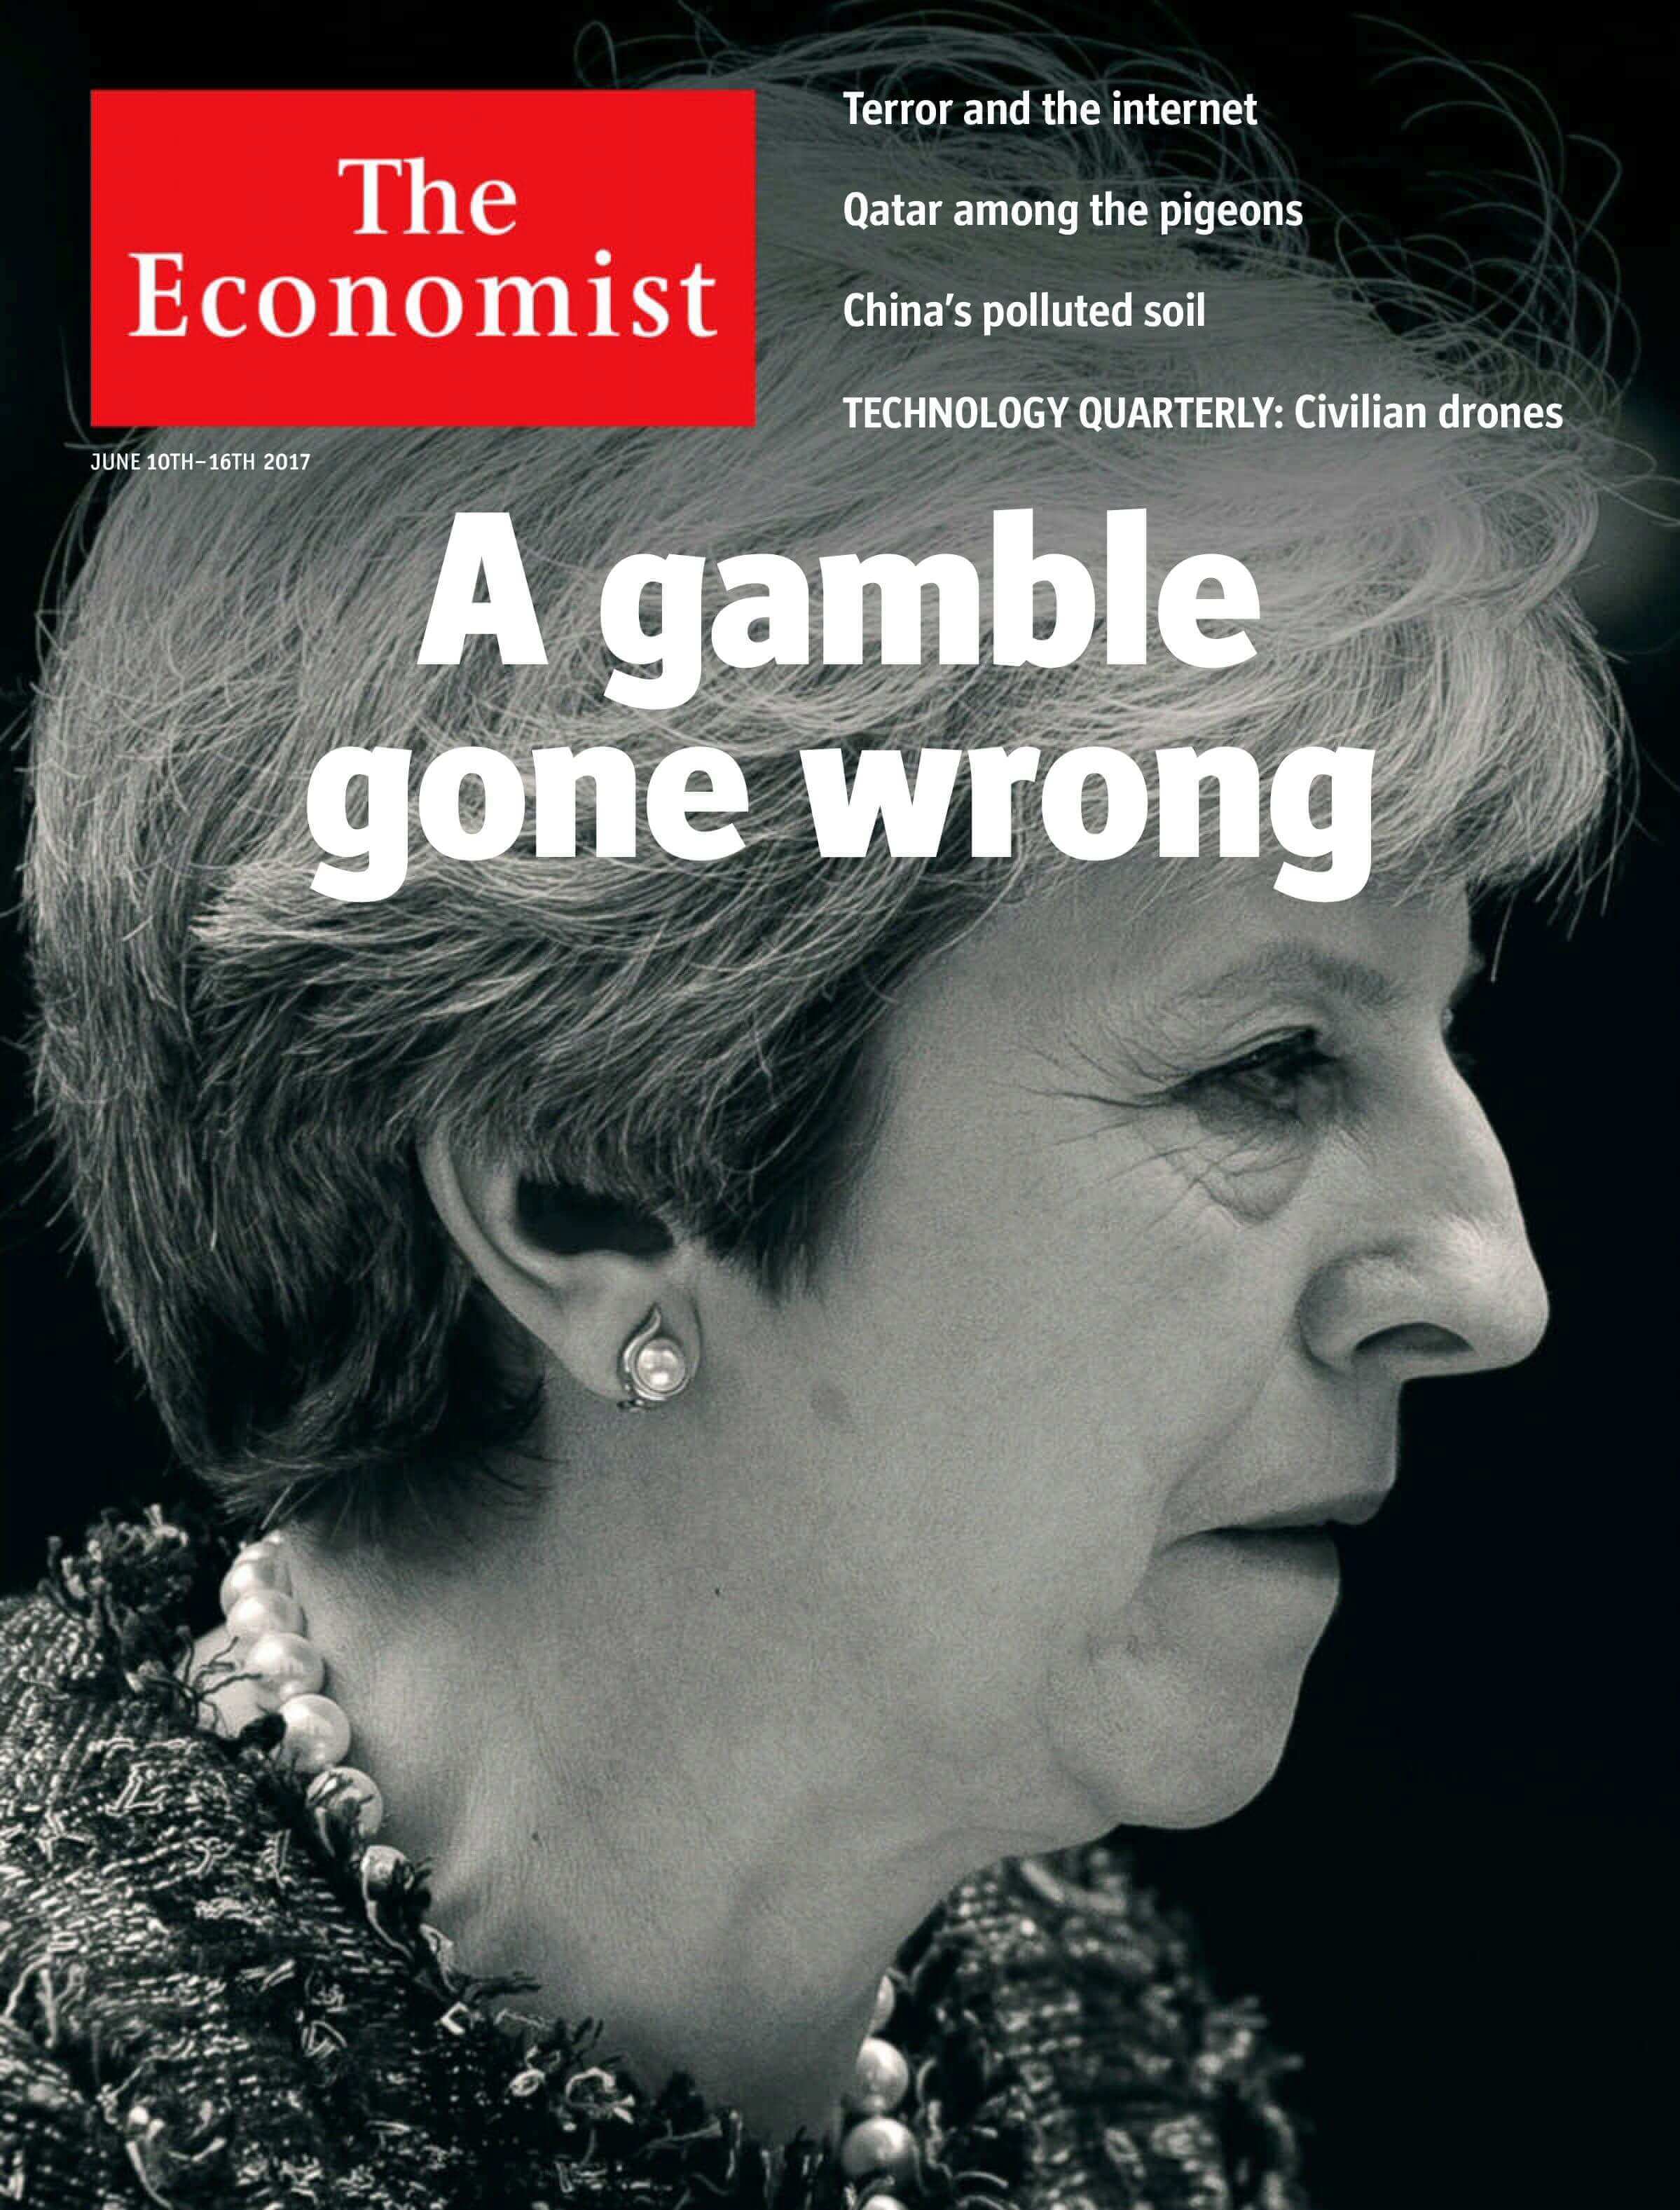 The
Economist
JUNE 10TH–16TH 2017
Terror and the internet
Qatar among the pigeons
China's polluted soil
TECHNOLOGY QUARTERLY: Civilian drones
A gamble
gone wrong